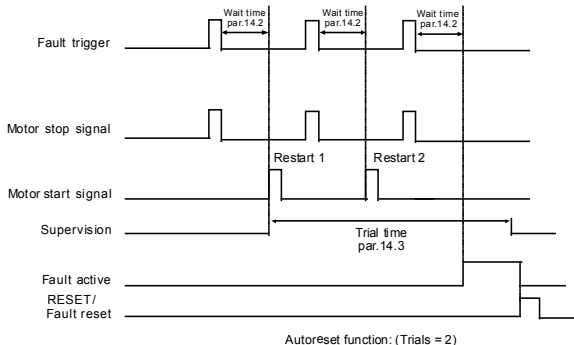 Wait time
par.14.2
Wait time
par.14.2
Wait time
par.14.2
Fault trigger
Motor stop signal
Restart 1
Restart 2
Motor start signal
Supervision
Trial time
par.14.3
Fault active
RESET/
Fault reset
Autoreset function: (Trials = 2)